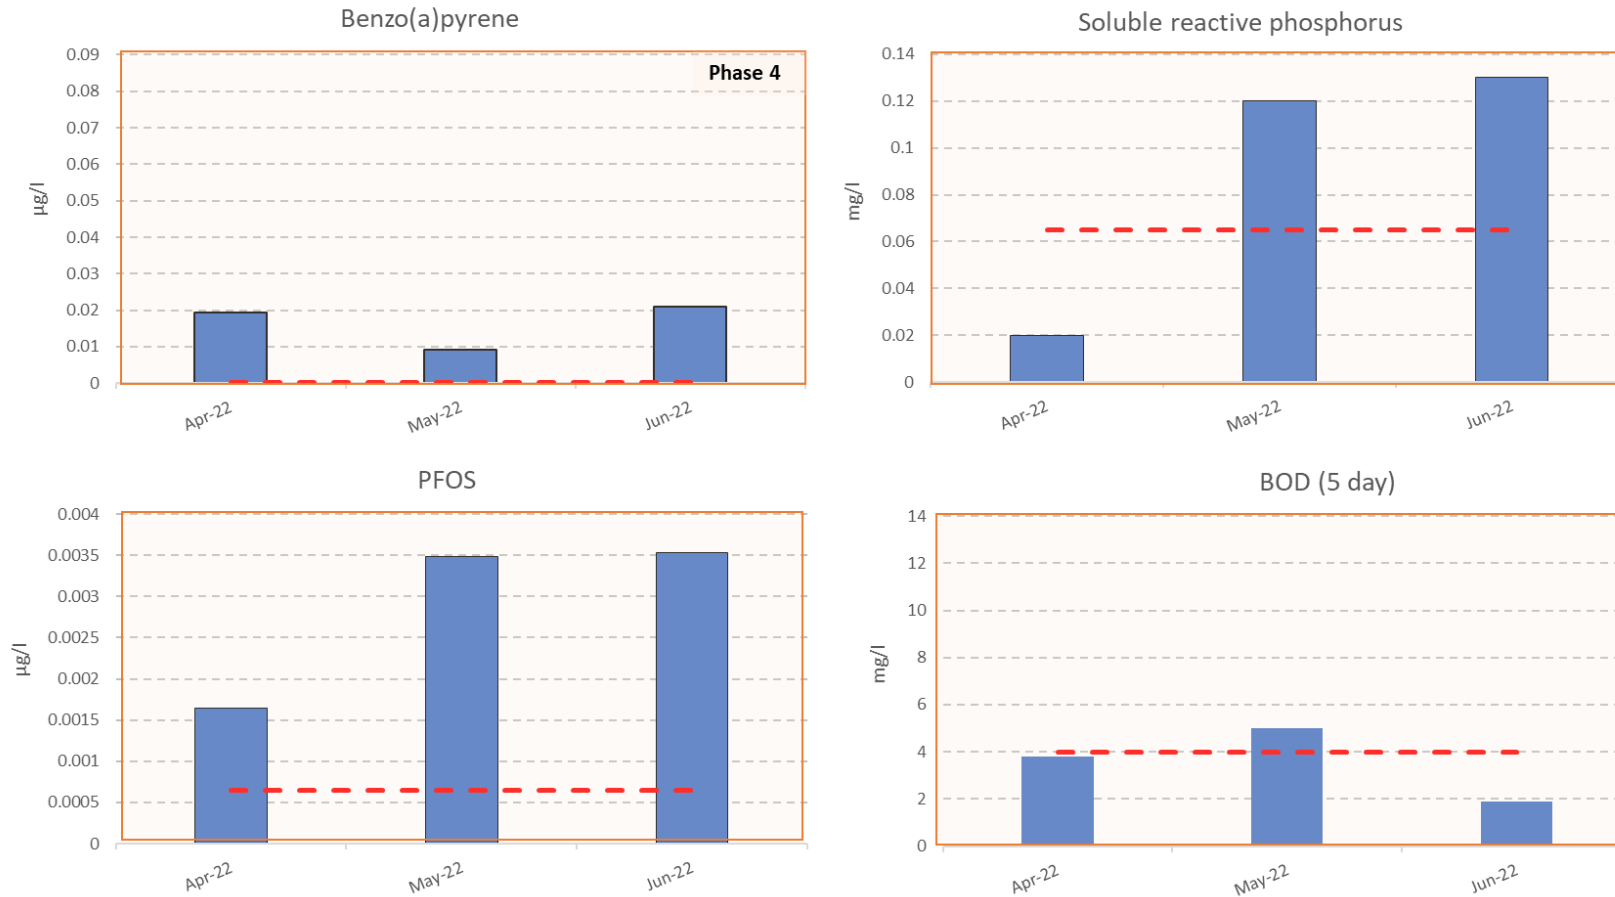 Benzo(a)pyrene
0.09
0.08
0.07
0.06
0.05
0.04
0.03
0.02
0.01
0
µg/l
Phase 4
Apr-22
May-22
Jun-22
Soluble reactive phosphorus
0.14
0.12
0.1
0.08
0.06
0.04
0.02
0
mg/l
Apr-22
May-22
Jun-22
PFOS
0.004
0.0035
0.003
0.0025
0.002
0.0015
0.001
0.0005
0
µg/l
Apr-22
May-22
Jun-22
BOD (5 day)
14
12
10
8
6
4
2
0
mg/l
Apr-22
May-22
Jun-22